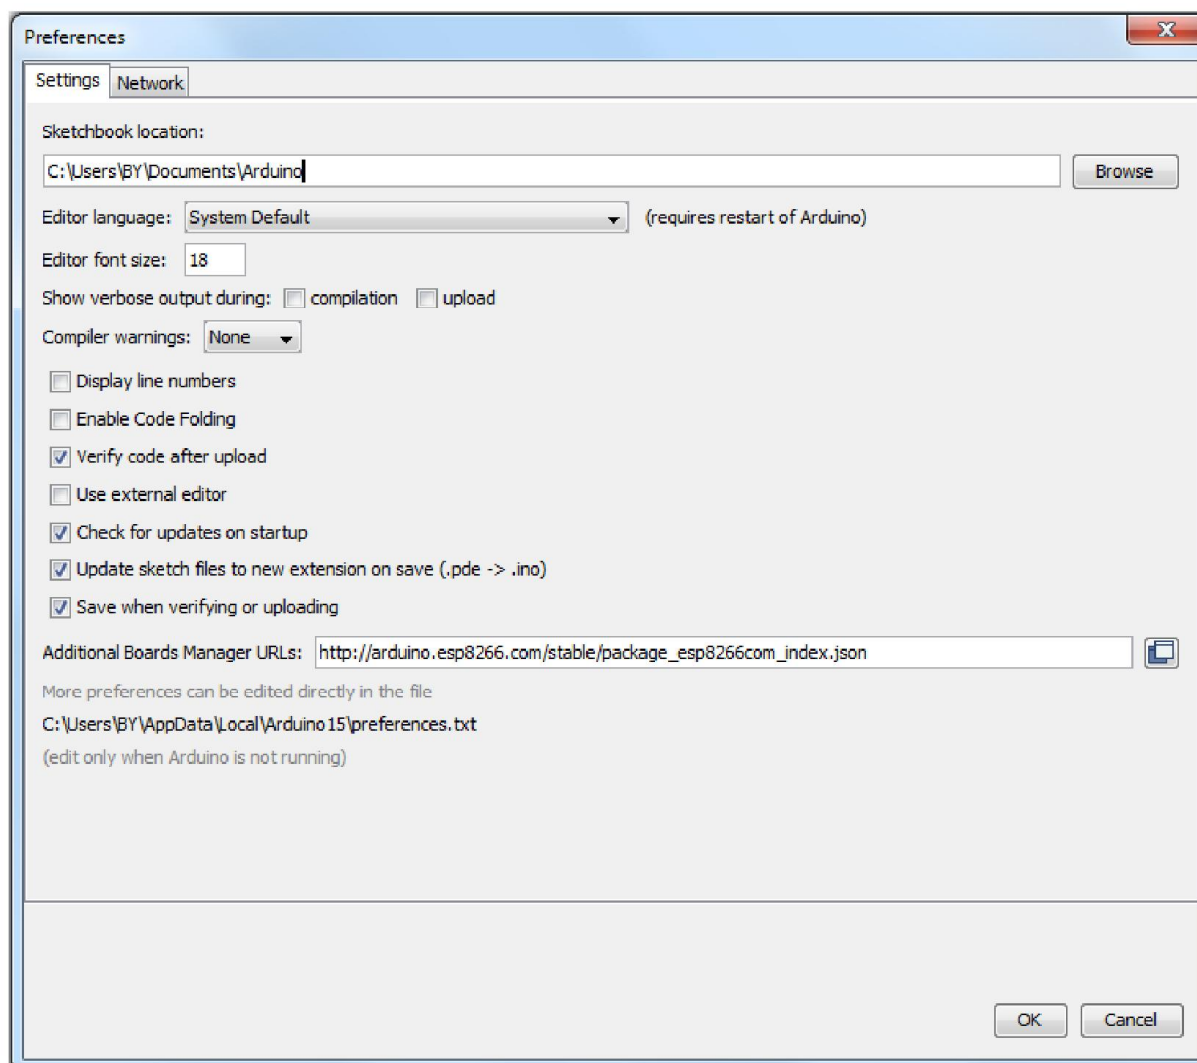 Preferences
Settings Network
Sketchbook location:
C:\Users\BY\Documents\Arduino Browse
Editor language: System Default (requires restart of Arduino)
Editor font size: 18
Show verbose output during: compilation upload
Compiler warnings: None
Display line numbers
Enable Code Folding
Verify code after upload
Use external editor
Check for updates on startup
Update sketch files to new extension on save (.pde -> .ino)
Save when verifying or uploading
Additional Boards Manager URLs: http://arduino.esp8266.com/stable/package_esp8266com_index.json
More preferences can be edited directly in the file
C:\Users\BY\AppData\Local\Arduino15\preferences.txt
(edit only when Arduino is not running)
OK Cancel